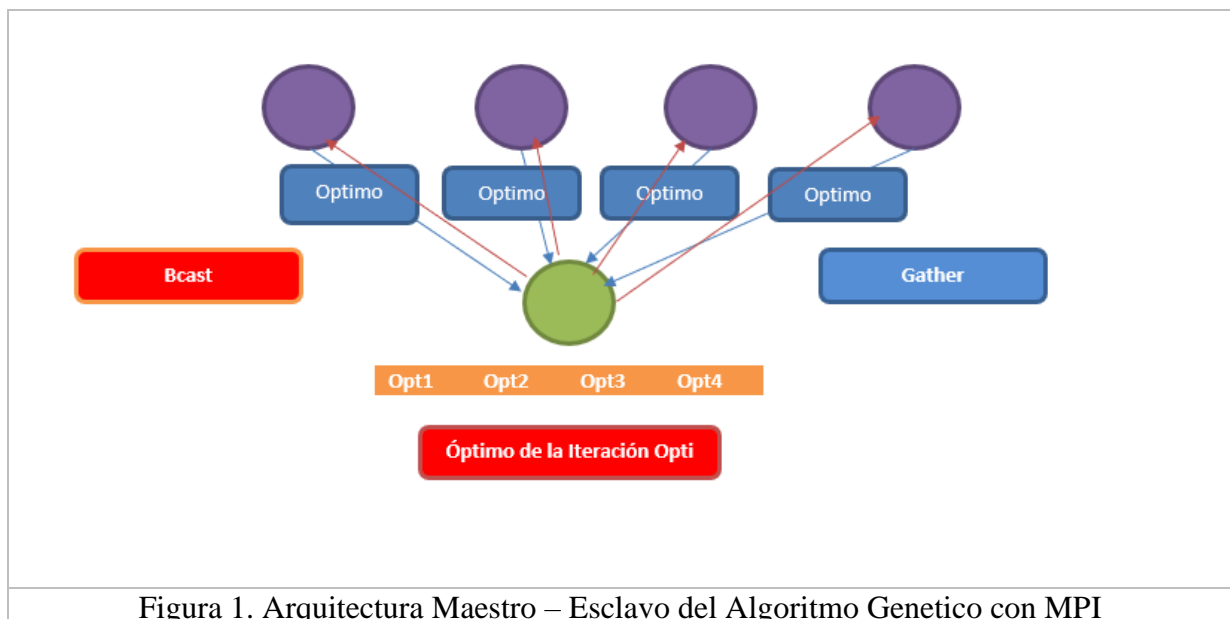 Optimo Optimo Optimo Optimo
Bcast
Gather
Opt1 Opt2 Opt3 Opt4
Óptimo de la Iteración Opti
Figura 1. Arquitectura Maestro – Esclavo del Algoritmo Genetico con MPI